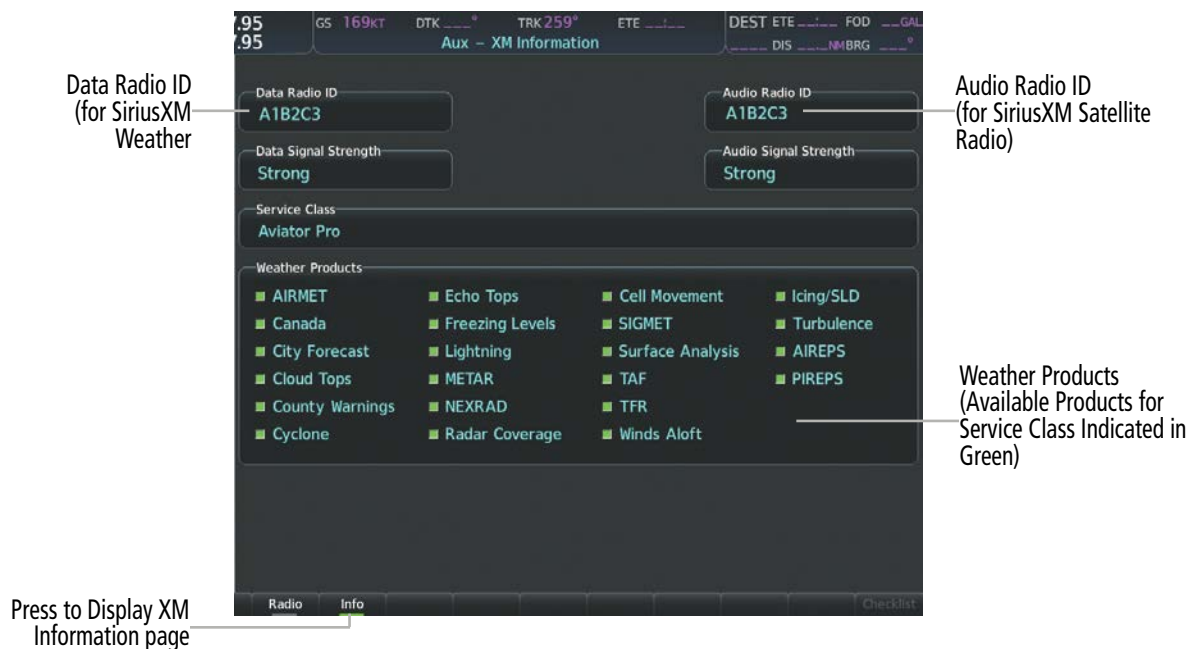 .95 GS 169KT DTK ___° TRK 259° ETE __:__ DEST ETE __:__ FOD __GAL
.95 Aux – XM Information ____ DIS __._NM BRG ___°
Data Radio ID
(for SiriusXM
Weather
Data Radio ID
A1B2C3
Audio Radio ID
A1B2C3
Audio Radio ID
(for SiriusXM Satellite
Radio)
Data Signal Strength
Strong
Audio Signal Strength
Strong
Service Class
Aviator Pro
Weather Products
AIRMET Echo Tops Cell Movement Icing/SLD
Canada Freezing Levels SIGMET Turbulence
City Forecast Lightning Surface Analysis AIREPS
Cloud Tops METAR TAF PIREPS
County Warnings NEXRAD TFR
Cyclone Radar Coverage Winds Aloft
Weather Products
(Available Products for
Service Class Indicated in
Green)
Radio Info Checklist
Press to Display XM
Information page